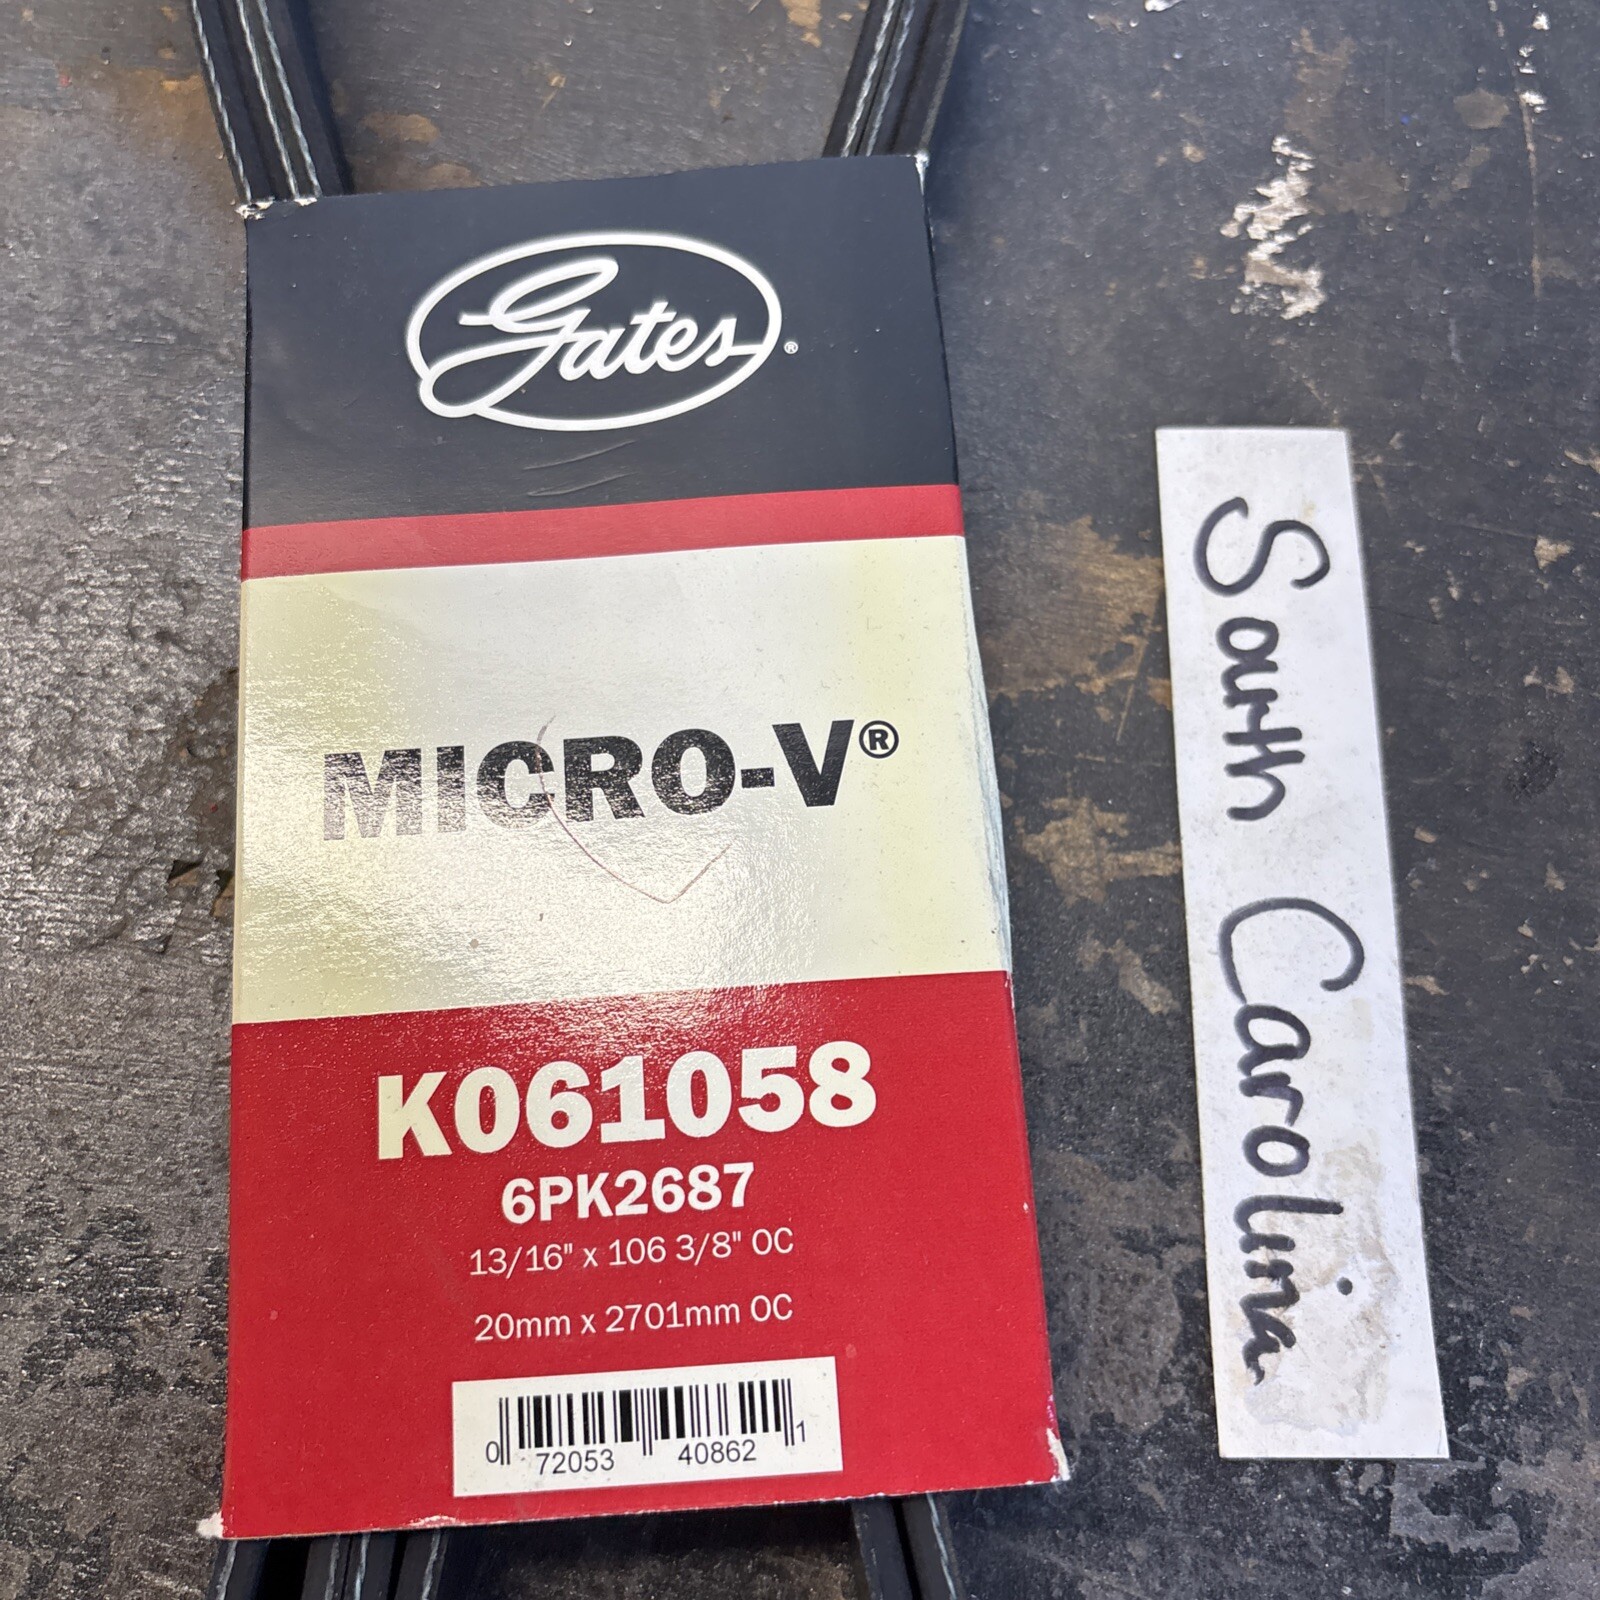 Gates®
MICRO-V®
K061058
6PK2687
13/16" x 106 3/8" OC
20mm x 2701mm OC
0 72053 40862 1
South Carolina